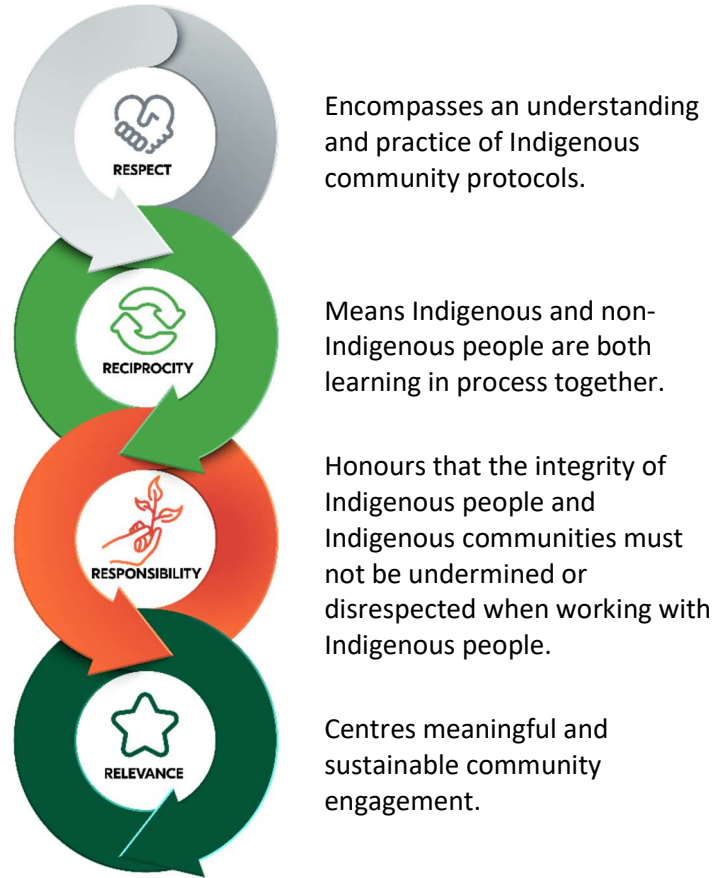 RESPECT
Encompasses an understanding
and practice of Indigenous
community protocols.
RECIPROCITY
Means Indigenous and non-
Indigenous people are both
learning in process together.
RESPONSIBILITY
Honours that the integrity of
Indigenous people and
Indigenous communities must
not be undermined or
disrespected when working with
Indigenous people.
RELEVANCE
Centres meaningful and
sustainable community
engagement.